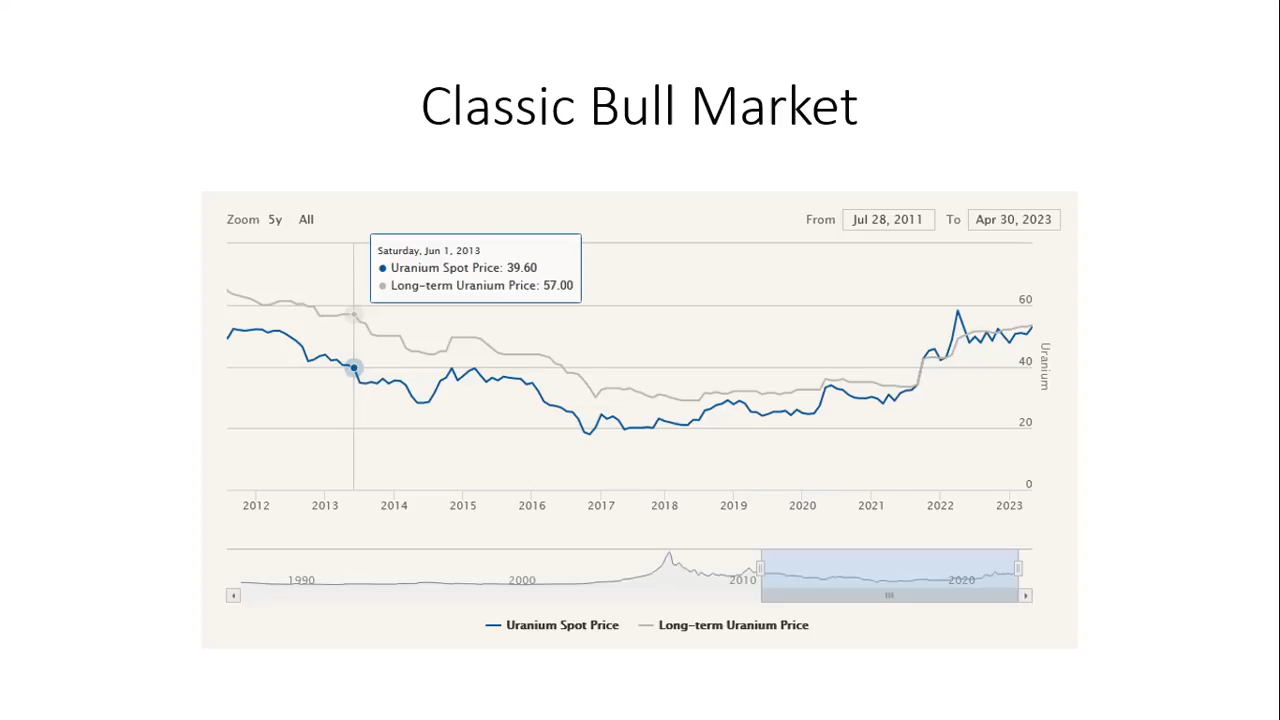 Classic Bull Market
Zoom 5y All
From Jul 28, 2011 To Apr 30, 2023
Saturday, Jun 1, 2013
Uranium Spot Price: 39.60
Long-term Uranium Price: 57.00
60
40
20
0
Uranium
2012 2013 2014 2015 2016 2017 2018 2019 2020 2021 2022 2023
1990 2000 2010 2020
Uranium Spot Price Long-term Uranium Price